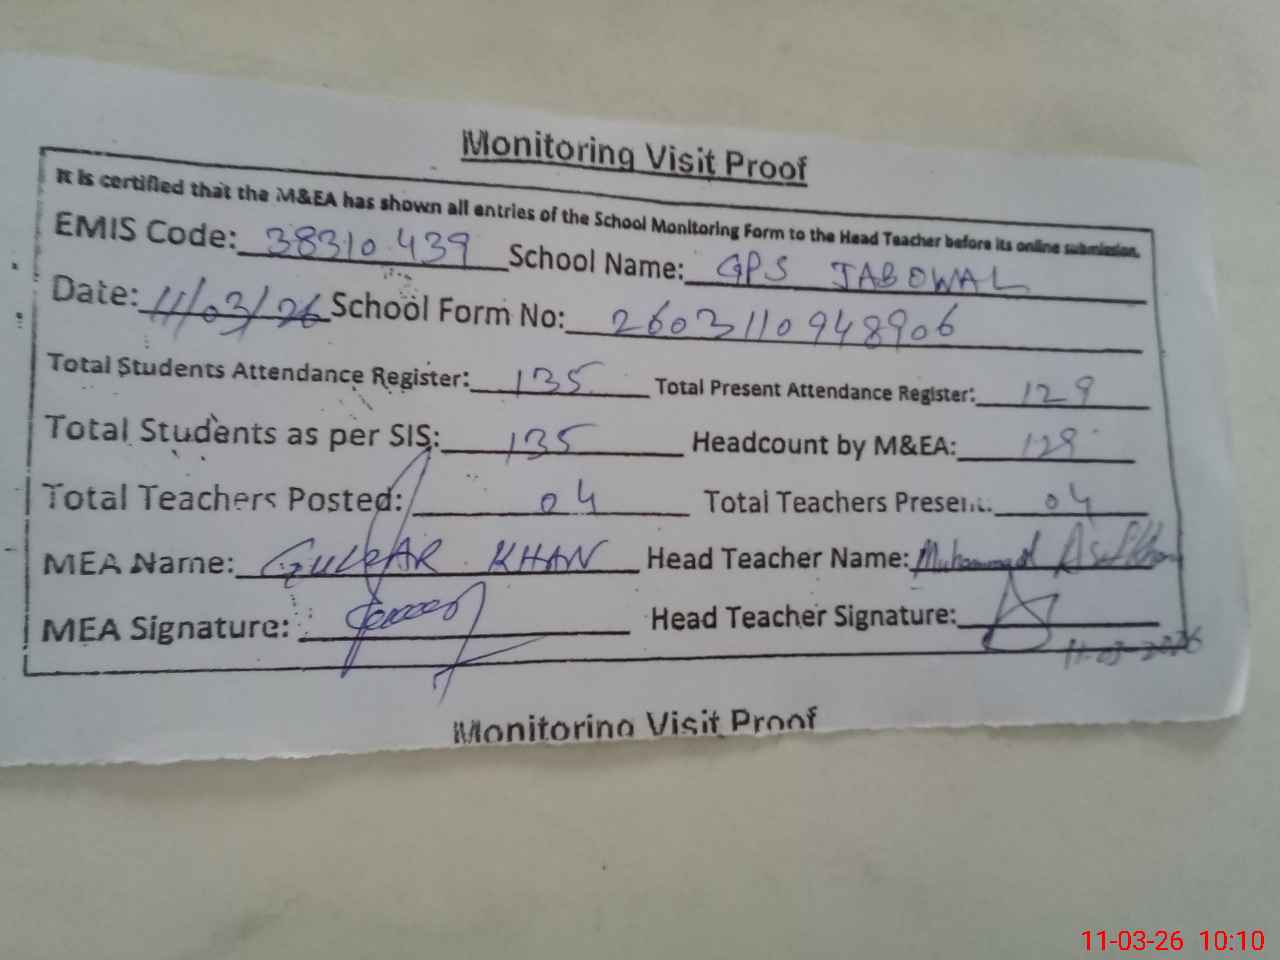 Monitoring Visit Proof
It is certified that the M&EA has shown all entries of the School Monitoring Form to the Head Teacher before its online submission.
EMIS Code: 38310439 School Name: GPS JABOWAL
Date: 11/03/26 School Form No: 2603110948906
Total Students Attendance Register: 135 Total Present Attendance Register: 129
Total Students as per SIS: 135 Headcount by M&EA: 129
Total Teachers Posted: 04 Total Teachers Present: 04
MEA Name: GULZAR KHAN Head Teacher Name: Muhammad Asif Khan
MEA Signature: Head Teacher Signature:
11-03-2026
Monitoring Visit Proof
11-03-26 10:10